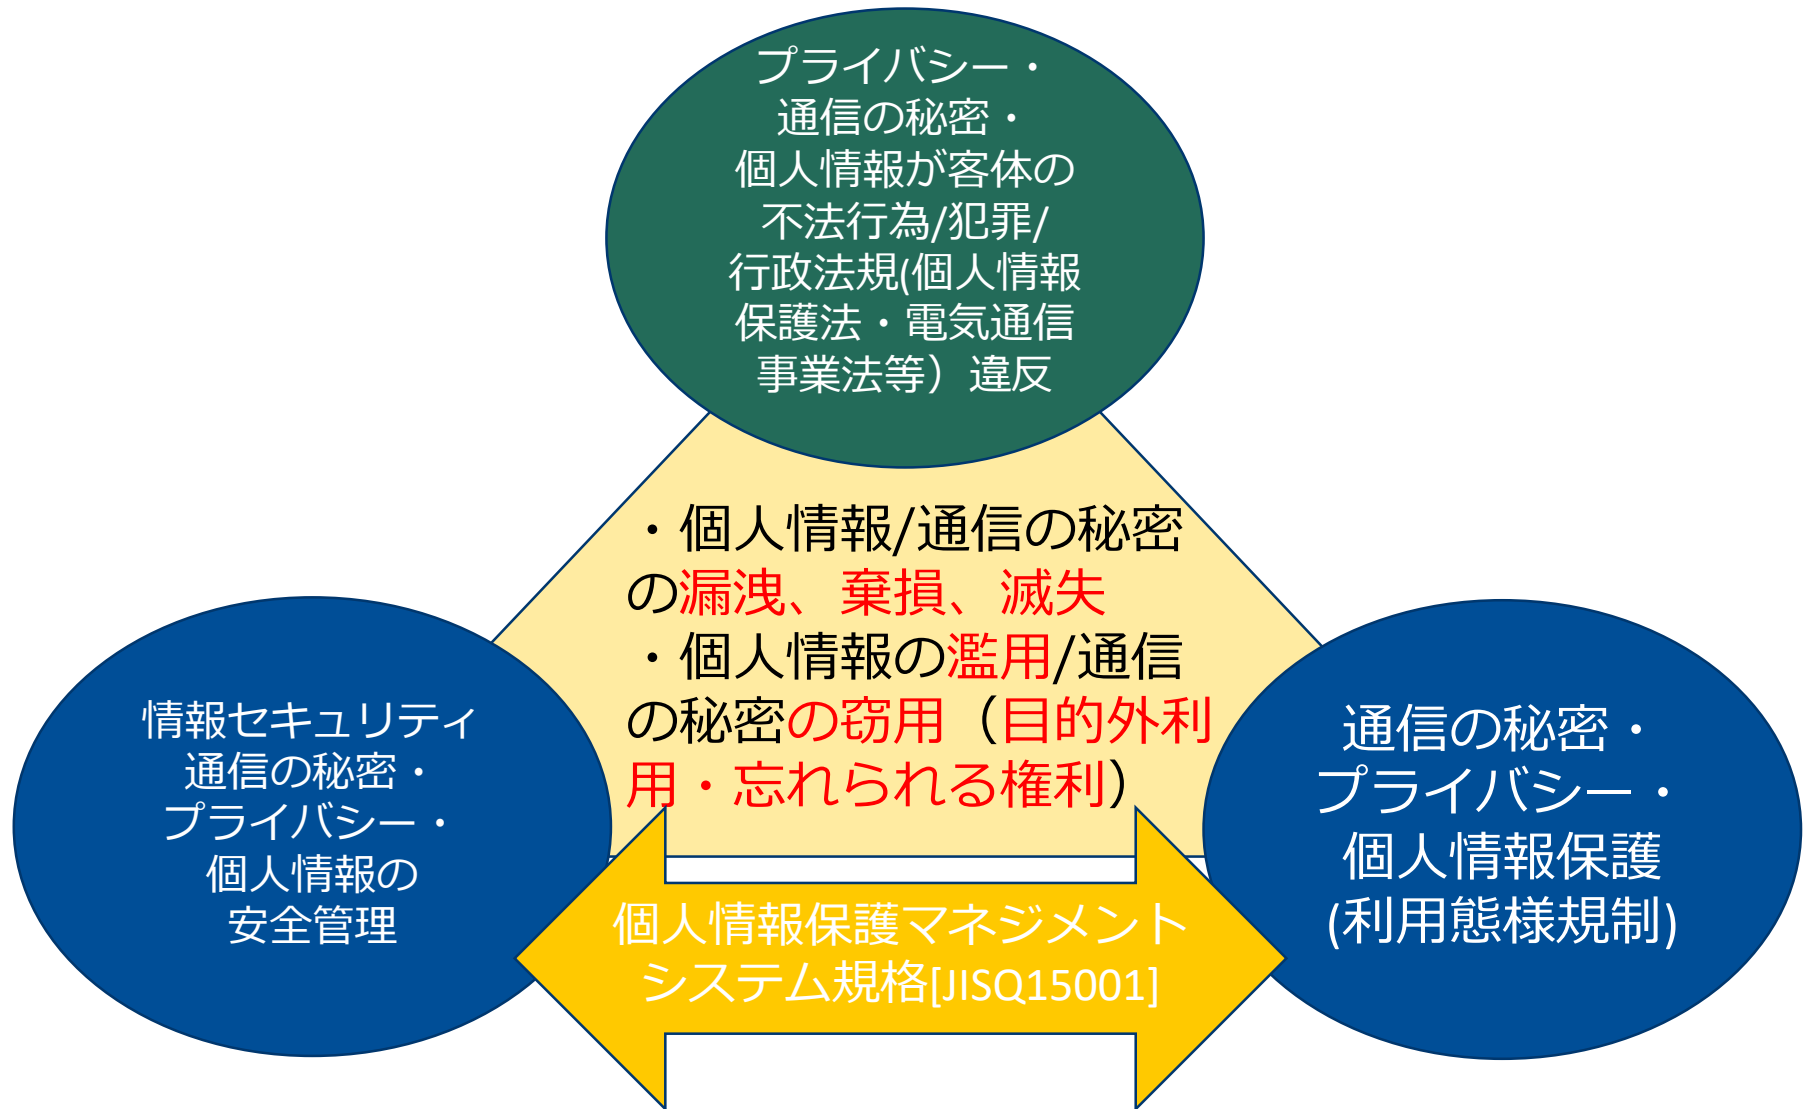 プライバシー・
通信の秘密・
個人情報が客体の
不法行為/犯罪/
行政法規(個人情報
保護法・電気通信
事業法等）違反
・個人情報/通信の秘密
の漏洩、棄損、滅失
・個人情報の濫用/通信
の秘密の窃用（目的外利
用・忘れられる権利）
情報セキュリティ
通信の秘密・
プライバシー・
個人情報の
安全管理
通信の秘密・
プライバシー・
個人情報保護
(利用態様規制)
個人情報保護マネジメント
システム規格[JISQ15001]